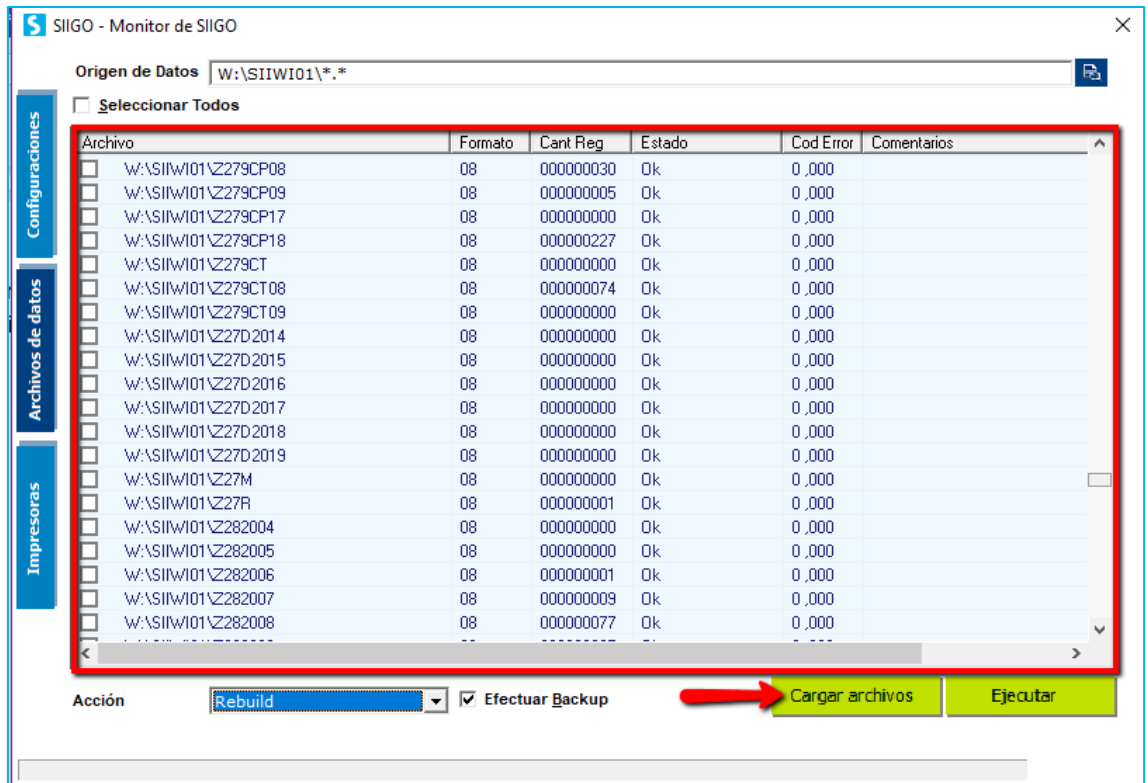 SIIGO - Monitor de SIIGO
Origen de Datos W:\SIIWI01\*.*
Seleccionar Todos
Configuraciones
Archivos de datos
Impresoras
Archivo Formato Cant Reg Estado Cod Error Comentarios
W:\SIIWI01\Z279CP08 08 000000030 Ok 0 ,000
W:\SIIWI01\Z279CP09 08 000000005 Ok 0 ,000
W:\SIIWI01\Z279CP17 08 000000000 Ok 0 ,000
W:\SIIWI01\Z279CP18 08 000000227 Ok 0 ,000
W:\SIIWI01\Z279CT 08 000000000 Ok 0 ,000
W:\SIIWI01\Z279CT08 08 000000074 Ok 0 ,000
W:\SIIWI01\Z279CT09 08 000000000 Ok 0 ,000
W:\SIIWI01\Z27D2014 08 000000000 Ok 0 ,000
W:\SIIWI01\Z27D2015 08 000000000 Ok 0 ,000
W:\SIIWI01\Z27D2016 08 000000000 Ok 0 ,000
W:\SIIWI01\Z27D2017 08 000000000 Ok 0 ,000
W:\SIIWI01\Z27D2018 08 000000000 Ok 0 ,000
W:\SIIWI01\Z27D2019 08 000000000 Ok 0 ,000
W:\SIIWI01\Z27M 08 000000000 Ok 0 ,000
W:\SIIWI01\Z27R 08 000000001 Ok 0 ,000
W:\SIIWI01\Z282004 08 000000000 Ok 0 ,000
W:\SIIWI01\Z282005 08 000000000 Ok 0 ,000
W:\SIIWI01\Z282006 08 000000001 Ok 0 ,000
W:\SIIWI01\Z282007 08 000000009 Ok 0 ,000
W:\SIIWI01\Z282008 08 000000077 Ok 0 ,000
Acción Rebuild Efectuar Backup Cargar archivos Ejecutar